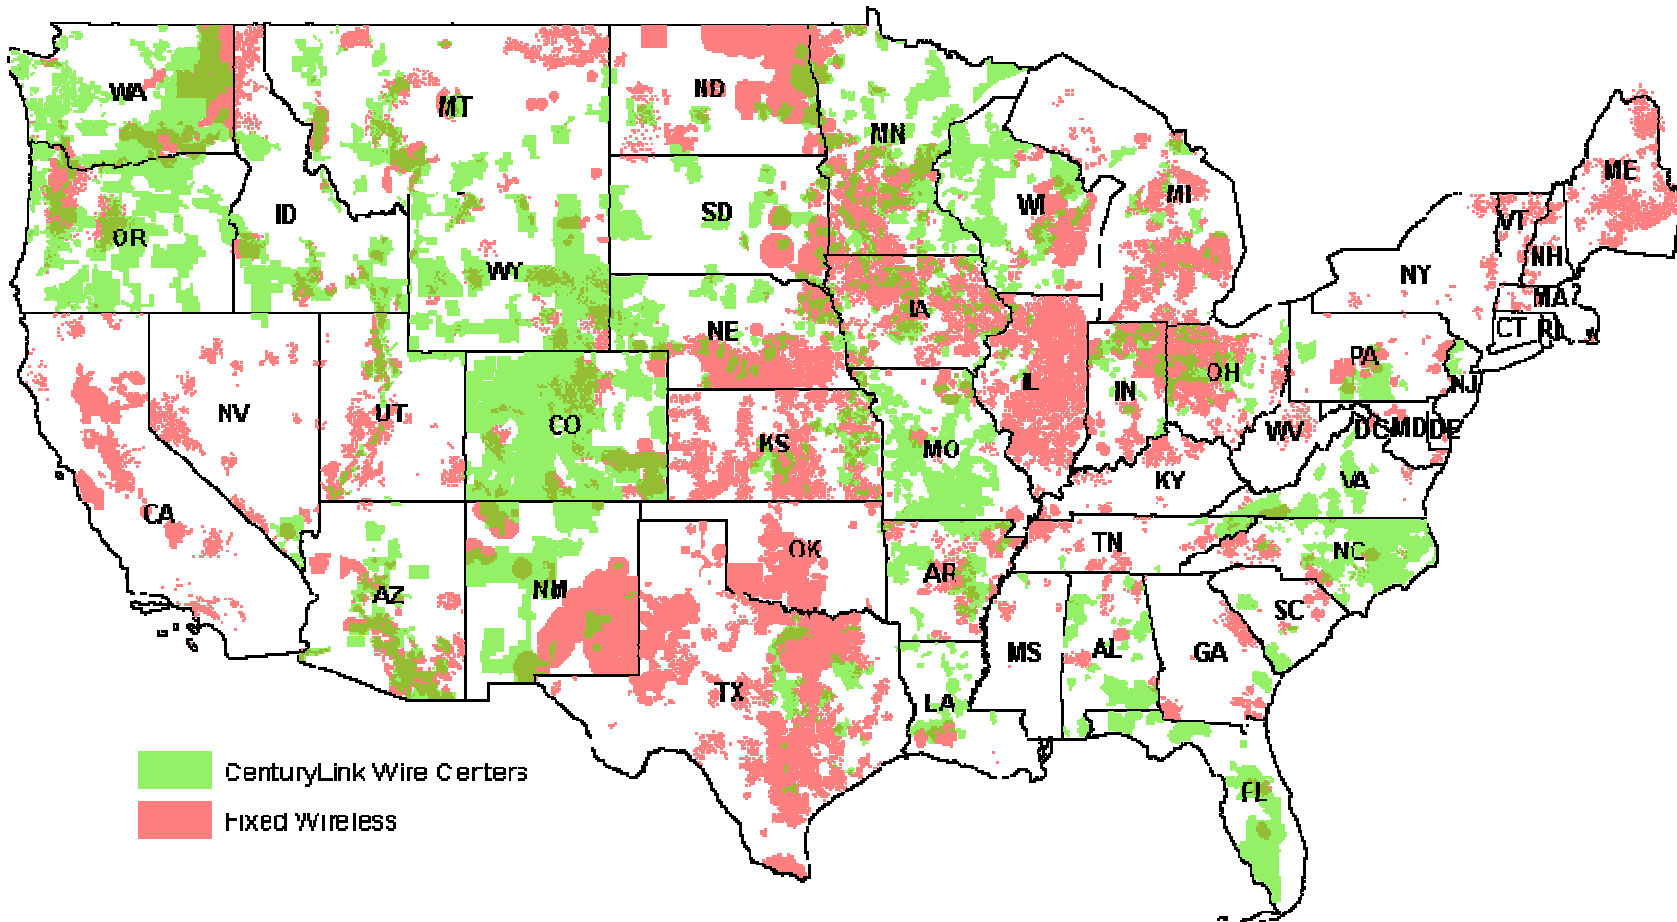 WA
MT
ND
MN
ME
OR
ID
SD
WI
MI
VT
NH
WY
NY
MA
NE
IA
CT
RI
PA
NJ
NV
UT
CO
KS
IL
IN
OH
WV
DC
MD
DE
MO
KY
VA
CA
AZ
NM
OK
AR
TN
NC
SC
TX
LA
MS
AL
GA
FL
CenturyLink Wire Centers
Fixed Wireless